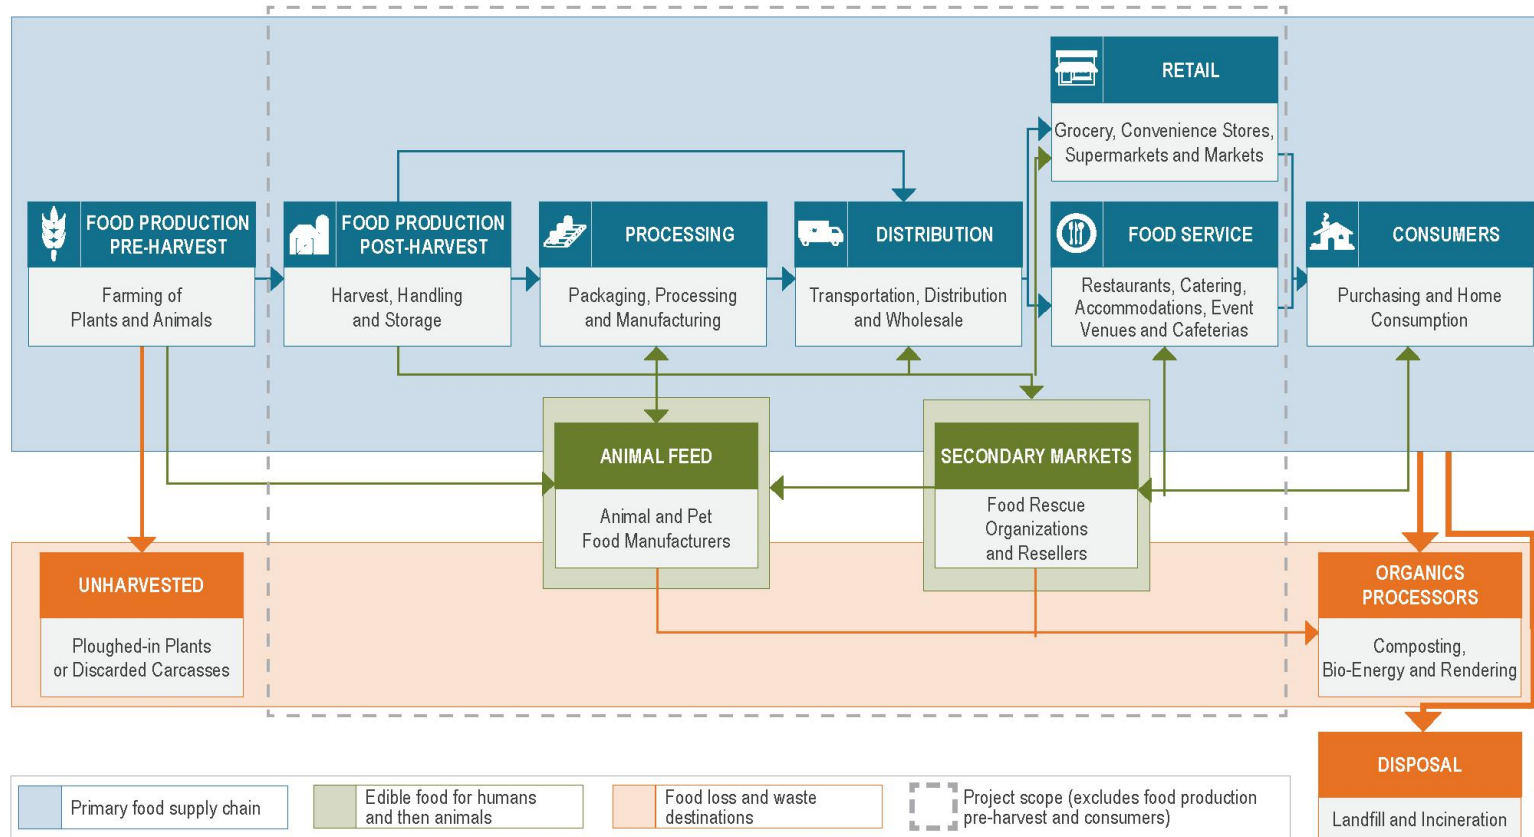 RETAIL
Grocery, Convenience Stores,
Supermarkets and Markets
FOOD PRODUCTION
PRE-HARVEST
Farming of
Plants and Animals
FOOD PRODUCTION
POST-HARVEST
Harvest, Handling
and Storage
PROCESSING
Packaging, Processing
and Manufacturing
DISTRIBUTION
Transportation, Distribution
and Wholesale
FOOD SERVICE
Restaurants, Catering,
Accommodations, Event
Venues and Cafeterias
CONSUMERS
Purchasing and Home
Consumption
ANIMAL FEED
Animal and Pet
Food Manufacturers
SECONDARY MARKETS
Food Rescue
Organizations
and Resellers
UNHARVESTED
Ploughed-in Plants
or Discarded Carcasses
ORGANICS
PROCESSORS
Composting,
Bio-Energy and Rendering
DISPOSAL
Landfill and Incineration
Primary food supply chain
Edible food for humans
and then animals
Food loss and waste
destinations
Project scope (excludes food production
pre-harvest and consumers)